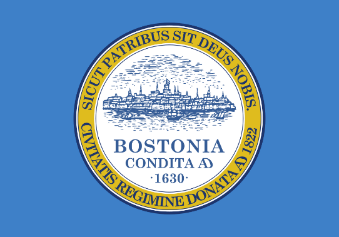 SICUT PATRIBUS SIT DEUS NOBIS
BOSTONIA
CONDITA AD
·1630·
CIVITATIS REGIMINE DONATA AD 1822